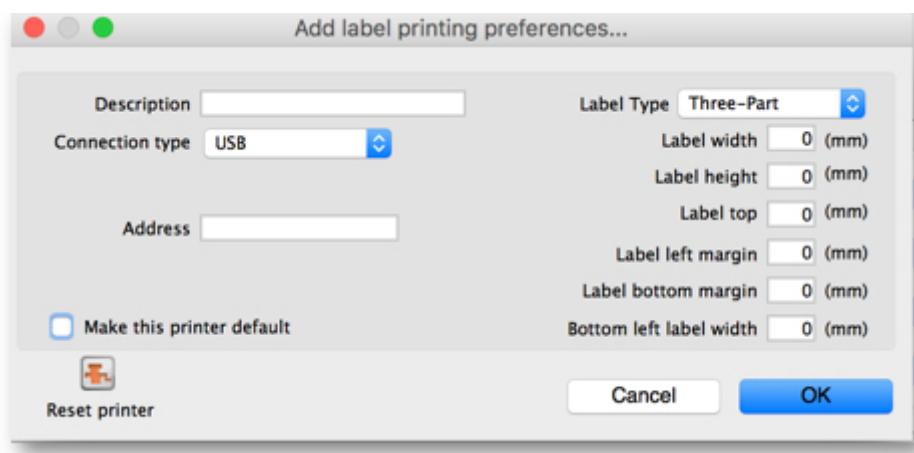 Add label printing preferences...
Description
Label Type Three-Part
Connection type USB
Label width 0 (mm)
Label height 0 (mm)
Label top 0 (mm)
Address
Label left margin 0 (mm)
Label bottom margin 0 (mm)
Make this printer default
Bottom left label width 0 (mm)
Reset printer
Cancel
OK